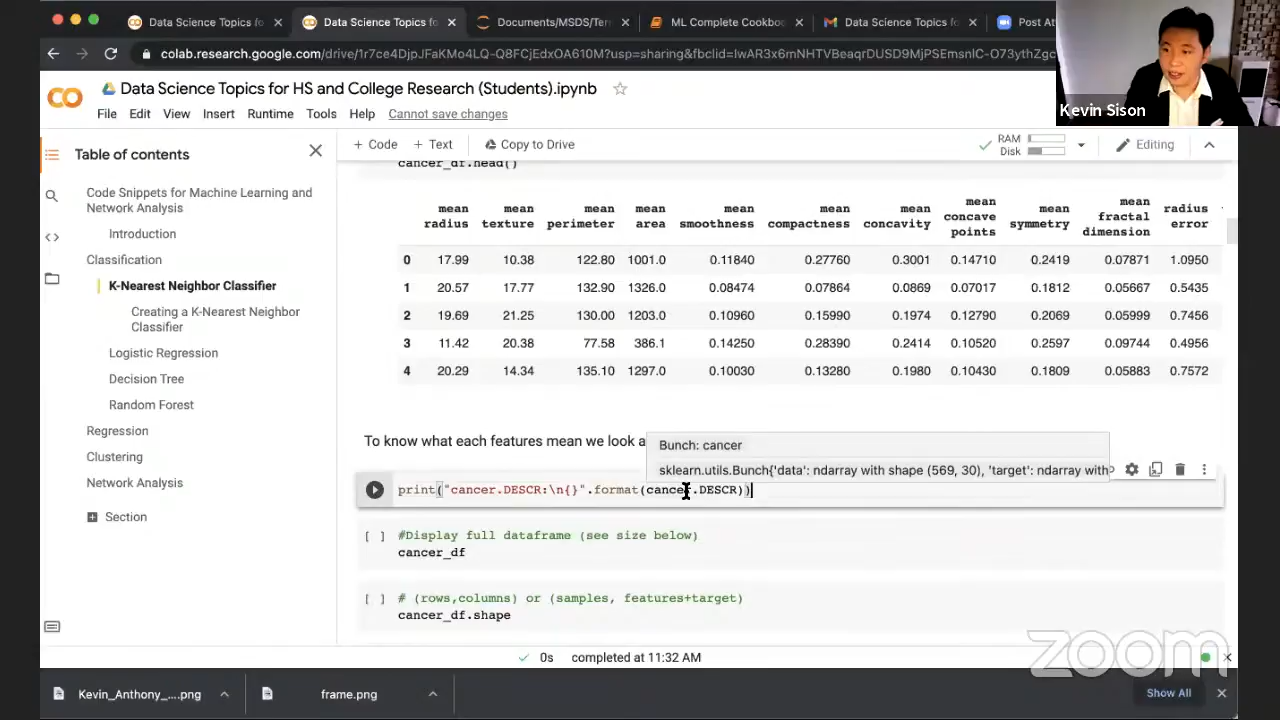 Data Science Topics fo
Data Science Topics fo
Documents/MSDS/Ter
ML Complete Cookbo
Data Science Topics fo
Post At
colab.research.google.com/drive/1r7ce4DjpJFaKMo4LQ-Q8FCjEdxOA610M?usp=sharing&fbclid=IwAR3x6mNHTVBeaqrDUSD9MjPSEmsnlC-O73ythZgc
Kevin Sison
CO
Data Science Topics for HS and College Research (Students).ipynb
File Edit View Insert Runtime Tools Help Cannot save changes
Table of contents
+ Code + Text Copy to Drive
RAM
Disk
Editing
Code Snippets for Machine Learning and
Network Analysis
Introduction
Classification
K-Nearest Neighbor Classifier
Creating a K-Nearest Neighbor
Classifier
Logistic Regression
Decision Tree
Random Forest
Regression
Clustering
Network Analysis
Section
cancer_df.head()
mean radius mean texture mean perimeter mean area mean smoothness mean compactness mean concavity mean concave points mean symmetry mean fractal dimension radius error
0 17.99 10.38 122.80 1001.0 0.11840 0.27760 0.3001 0.14710 0.2419 0.07871 1.0950
1 20.57 17.77 132.90 1326.0 0.08474 0.07864 0.0869 0.07017 0.1812 0.05667 0.5435
2 19.69 21.25 130.00 1203.0 0.10960 0.15990 0.1974 0.12790 0.2069 0.05999 0.7456
3 11.42 20.38 77.58 386.1 0.14250 0.28390 0.2414 0.10520 0.2597 0.09744 0.4956
4 20.29 14.34 135.10 1297.0 0.10030 0.13280 0.1980 0.10430 0.1809 0.05883 0.7572
To know what each features mean we look a
Bunch: cancer
sklearn.utils.Bunch{'data': ndarray with shape (569, 30), 'target': ndarray with
print("cancer.DESCR:\n{}".format(cancer.DESCR))
[ ] #Display full dataframe (see size below)
cancer_df
[ ] # (rows,columns) or (samples, features+target)
cancer_df.shape
0s completed at 11:32 AM
zoom
Kevin_Anthony_....png
frame.png
Show All